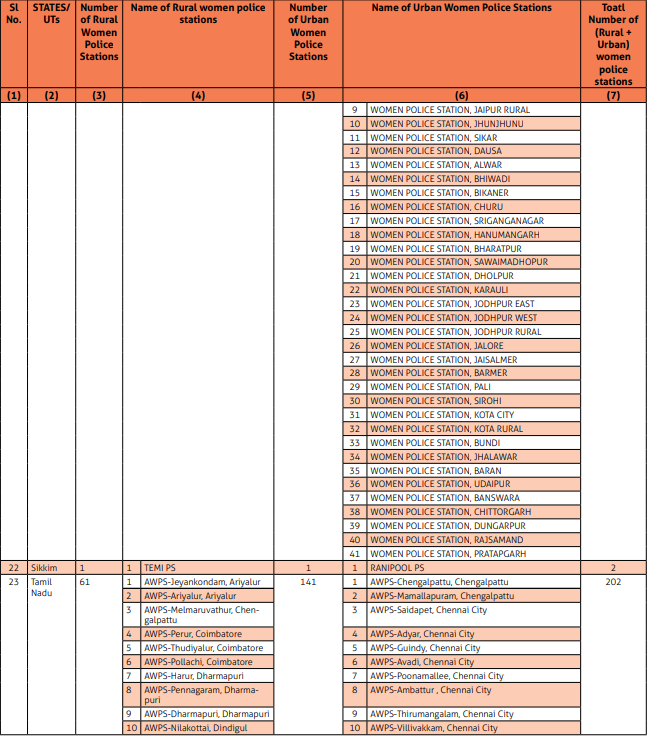 Sl No. | STATES/ UTs | Number of Rural Women Police Stations | Name of Rural women police stations | Number of Urban Women Police Stations | Name of Urban Women Police Stations | Toatl Number of (Rural + Urban) women police stations
(1) | (2) | (3) | (4) | (5) | (6) | (7)
9 WOMEN POLICE STATION, JAIPUR RURAL
10 WOMEN POLICE STATION, JHUNJHUNU
11 WOMEN POLICE STATION, SIKAR
12 WOMEN POLICE STATION, DAUSA
13 WOMEN POLICE STATION, ALWAR
14 WOMEN POLICE STATION, BHIWADI
15 WOMEN POLICE STATION, BIKANER
16 WOMEN POLICE STATION, CHURU
17 WOMEN POLICE STATION, SRIGANGANAGAR
18 WOMEN POLICE STATION, HANUMANGARH
19 WOMEN POLICE STATION, BHARATPUR
20 WOMEN POLICE STATION, SAWAIMADHOPUR
21 WOMEN POLICE STATION, DHOLPUR
22 WOMEN POLICE STATION, KARAULI
23 WOMEN POLICE STATION, JODHPUR EAST
24 WOMEN POLICE STATION, JODHPUR WEST
25 WOMEN POLICE STATION, JODHPUR RURAL
26 WOMEN POLICE STATION, JALORE
27 WOMEN POLICE STATION, JAISALMER
28 WOMEN POLICE STATION, BARMER
29 WOMEN POLICE STATION, PALI
30 WOMEN POLICE STATION, SIROHI
31 WOMEN POLICE STATION, KOTA CITY
32 WOMEN POLICE STATION, KOTA RURAL
33 WOMEN POLICE STATION, BUNDI
34 WOMEN POLICE STATION, JHALAWAR
35 WOMEN POLICE STATION, BARAN
36 WOMEN POLICE STATION, UDAIPUR
37 WOMEN POLICE STATION, BANSWARA
38 WOMEN POLICE STATION, CHITTORGARH
39 WOMEN POLICE STATION, DUNGARPUR
40 WOMEN POLICE STATION, RAJSAMAND
41 WOMEN POLICE STATION, PRATAPGARH
22 | Sikkim | 1 | 1 TEMI PS | 1 | 1 RANIPOOL PS | 2
23 | Tamil Nadu | 61 | 1 AWPS-Jeyankondam, Ariyalur | 141 | 1 AWPS-Chengalpattu, Chengalpattu | 202
2 AWPS-Ariyalur, Ariyalur | 2 AWPS-Mamallapuram, Chengalpattu
3 AWPS-Melmaruvathur, Chen-galpattu | 3 AWPS-Saidapet, Chennai City
4 AWPS-Perur, Coimbatore | 4 AWPS-Adyar, Chennai City
5 AWPS-Thudiyalur, Coimbatore | 5 AWPS-Guindy, Chennai City
6 AWPS-Pollachi, Coimbatore | 6 AWPS-Avadi, Chennai City
7 AWPS-Harur, Dharmapuri | 7 AWPS-Poonamallee, Chennai City
8 AWPS-Pennagaram, Dharma-puri | 8 AWPS-Ambattur , Chennai City
9 AWPS-Dharmapuri, Dharmapuri | 9 AWPS-Thirumangalam, Chennai City
10 AWPS-Nilakottai, Dindigul | 10 AWPS-Villivakkam, Chennai City